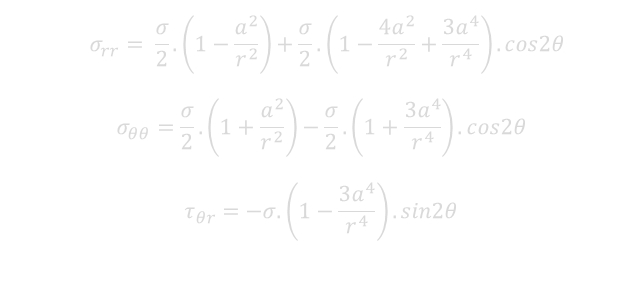 σ_rr = σ/2 . (1 − a²/r²) + σ/2 . (1 − 4a²/r² + 3a⁴/r⁴) . cos2θ
σ_θθ = σ/2 . (1 + a²/r²) − σ/2 . (1 + 3a⁴/r⁴) . cos2θ
τ_θr = −σ. (1 − 3a⁴/r⁴) . sin2θ